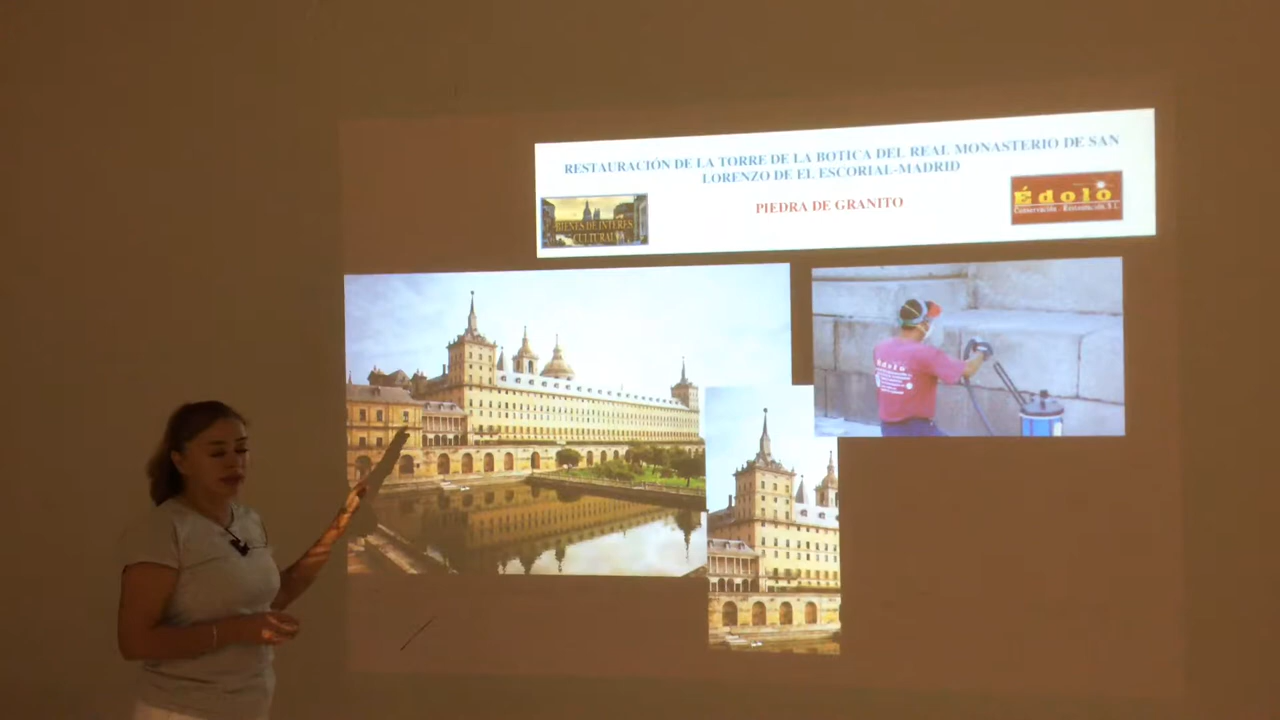 RESTAURACIÓN DE LA TORRE DE LA BOTICA DEL REAL MONASTERIO DE SAN
LORENZO DE EL ESCORIAL-MADRID
PIEDRA DE GRANITO
BIENES DE INTERÉS
CULTURAL
Édolo
Conservación - Restauración, S.L.
Édolo